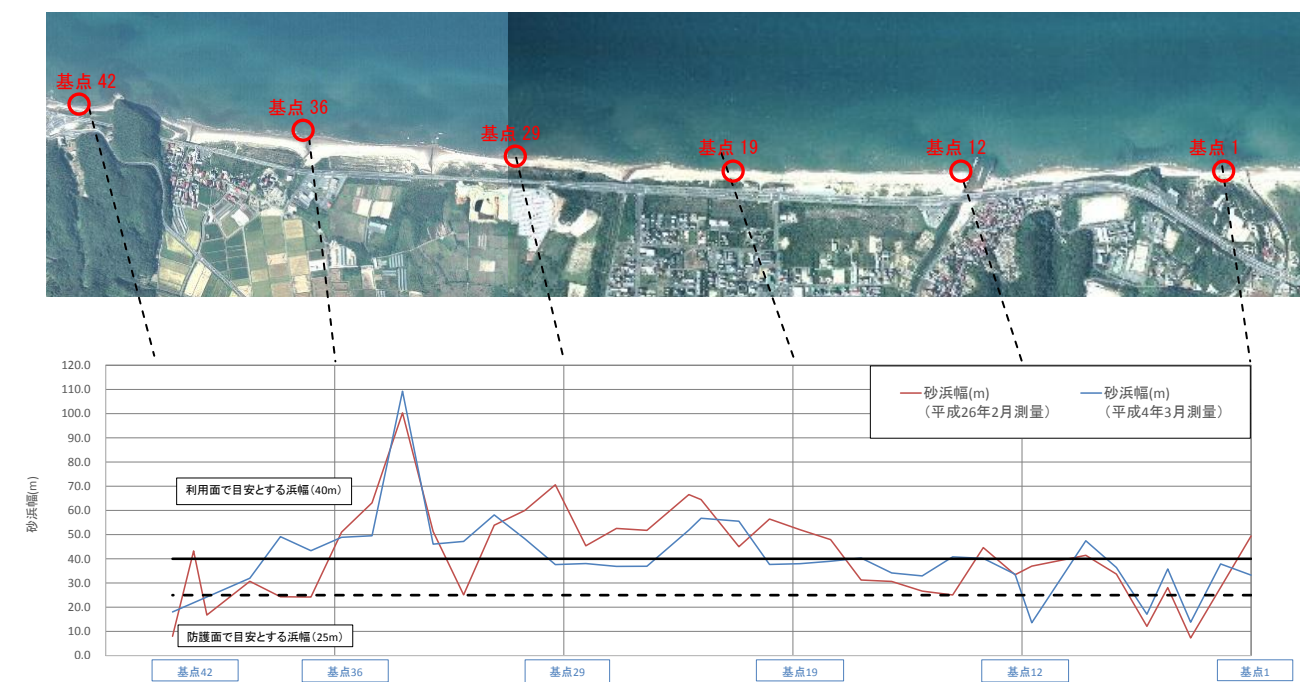 基点 42
基点 36
基点 29
基点 19
基点 12
基点 1
120.0
110.0
100.0
90.0
80.0
70.0
60.0
50.0
40.0
30.0
20.0
10.0
0.0
砂浜幅(m)
砂浜幅(m)
（平成26年2月測量）
砂浜幅(m)
（平成4年3月測量）
利用面で目安とする浜幅（40m）
防護面で目安とする浜幅（25m）
基点42
基点36
基点29
基点19
基点12
基点1